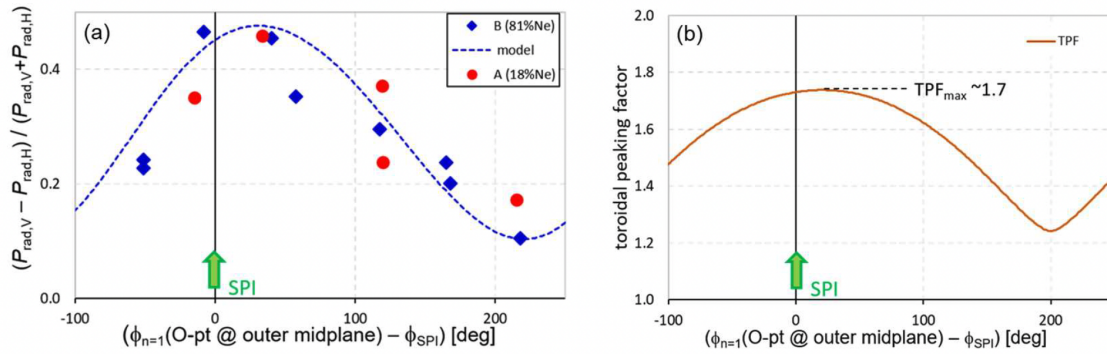 (a)
B (81%Ne)
model
A (18%Ne)
(P_rad,V − P_rad,H) / (P_rad,V+P_rad,H)
0.4
0.2
0.0
SPI
-100
0
100
200
(ϕ_n=1(O-pt @ outer midplane) – ϕ_SPI) [deg]
(b)
TPF
TPF_max ~1.7
toroidal peaking factor
2.0
1.8
1.6
1.4
1.2
1.0
SPI
-100
0
100
200
(ϕ_n=1(O-pt @ outer midplane) – ϕ_SPI) [deg]